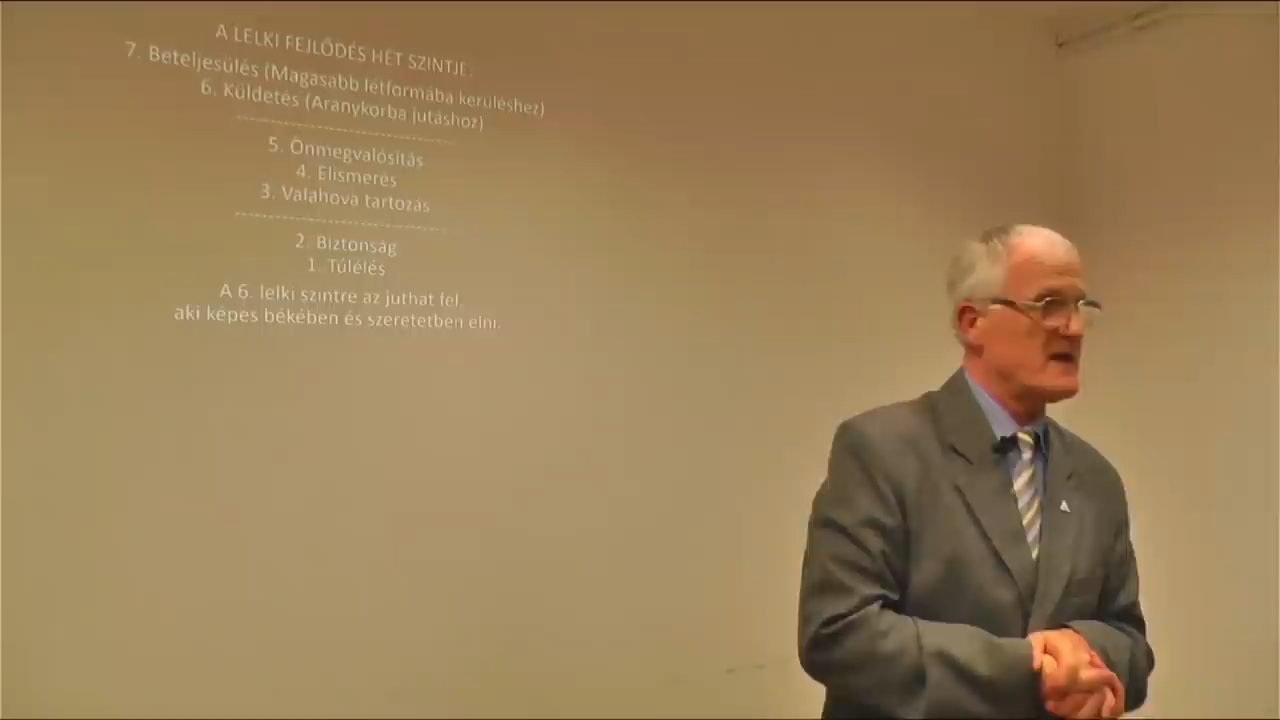 A LELKI FEJLŐDÉS HÉT SZINTJE:
7. Beteljesülés (Magasabb létformába kerüléshez)
6. Küldetés (Aranykorba jutáshoz)
5. Önmegvalósítás
4. Elismerés
3. Valahova tartozás
2. Biztonság
1. Túlélés
A 6. lelki szintre az juthat fel,
aki képes békében és szeretetben élni.